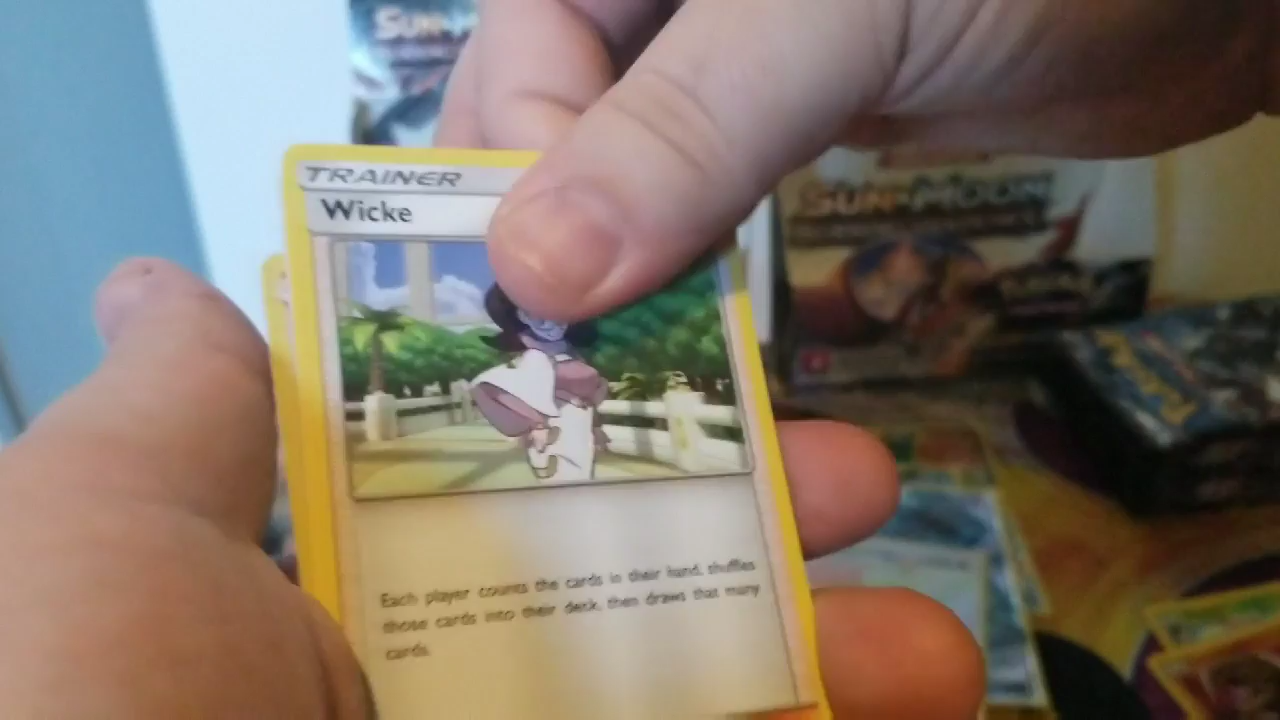 SUN
TRAINER
Wicke
SUN & MOON
Each player counts the cards in their hand, shuffles
those cards into their deck, then draws that many
cards.